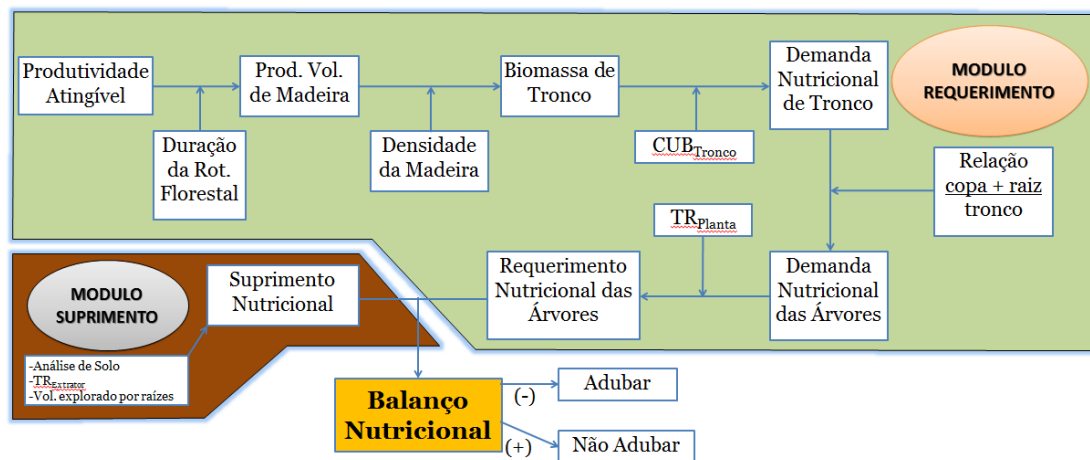 Produtividade
Atingível
Prod. Vol.
de Madeira
Biomassa de
Tronco
Demanda
Nutricional
de Tronco
MODULO
REQUERIMENTO
Duração
da Rot.
Florestal
Densidade
da Madeira
CUBTronco
Relação
copa + raiz
tronco
TRPlanta
Requerimento
Nutricional das
Árvores
Demanda
Nutricional
das Árvores
MODULO
SUPRIMENTO
Suprimento
Nutricional
-Análise de Solo
-TRExtrator
-Vol. explorado por raízes
Balanço
Nutricional
(-)
Adubar
(+)
Não Adubar